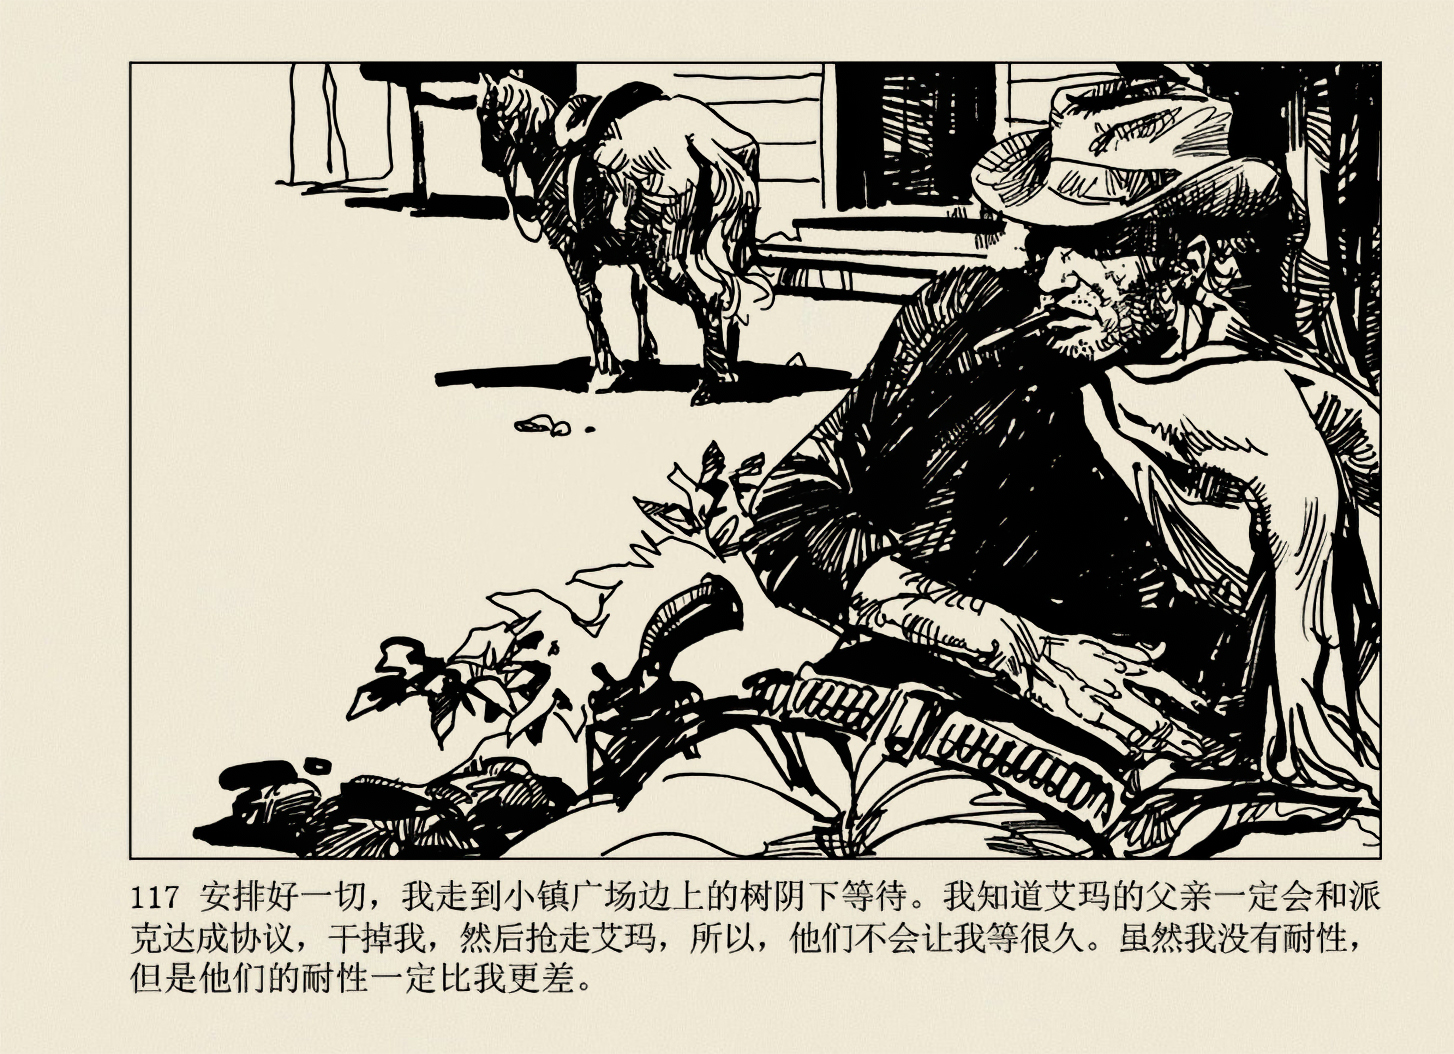 117 安排好一切，我走到小镇广场边上的树阴下等待。我知道艾玛的父亲一定会和派
克达成协议，干掉我，然后抢走艾玛，所以，他们不会让我等很久。虽然我没有耐性，
但是他们的耐性一定比我更差。